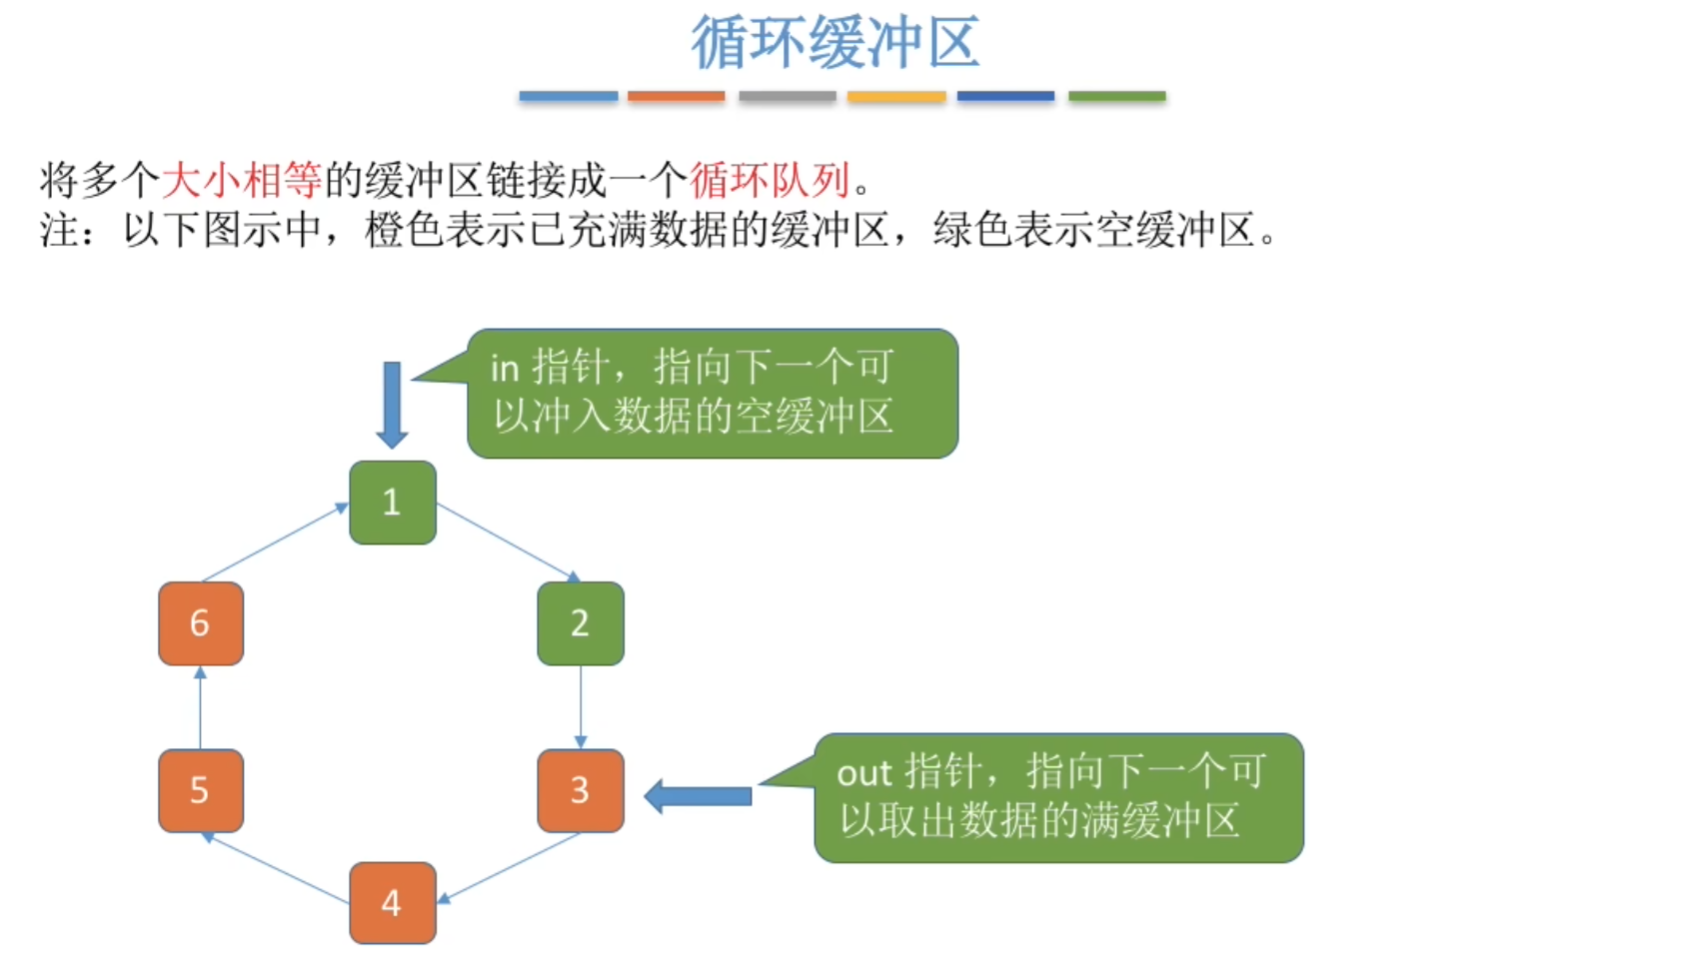 循环缓冲区
将多个大小相等的缓冲区链接成一个循环队列。
注：以下图示中，橙色表示已充满数据的缓冲区，绿色表示空缓冲区。
in 指针，指向下一个可
以冲入数据的空缓冲区
1
6
2
5
3
out 指针，指向下一个可
以取出数据的满缓冲区
4